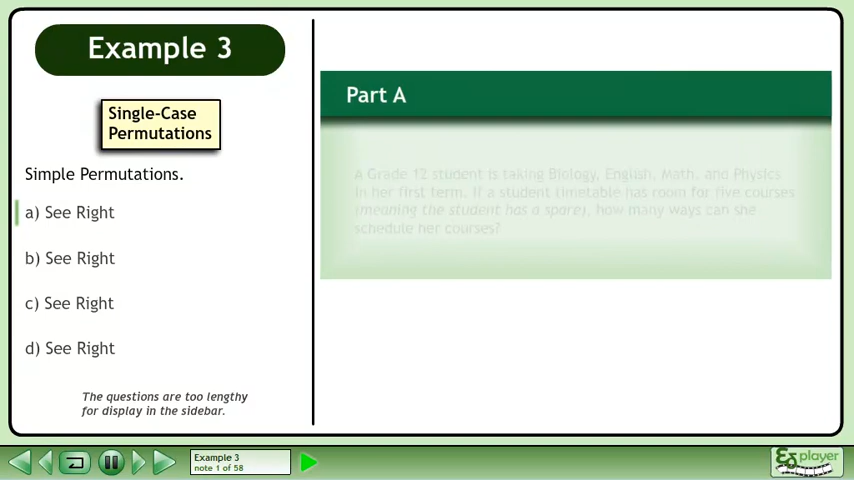 Example 3
Single-Case
Permutations
Simple Permutations.
a) See Right
b) See Right
c) See Right
d) See Right
The questions are too lengthy
for display in the sidebar.
Part A
A Grade 12 student is taking Biology, English, Math, and Physics
in her first term. If a student timetable has room for five courses
(meaning the student has a spare), how many ways can she
schedule her courses?
Example 3
note 1 of 58
player